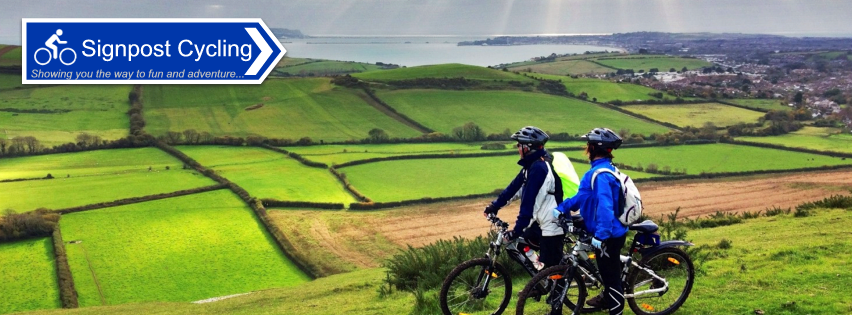 Signpost Cycling
Showing you the way to fun and adventure...